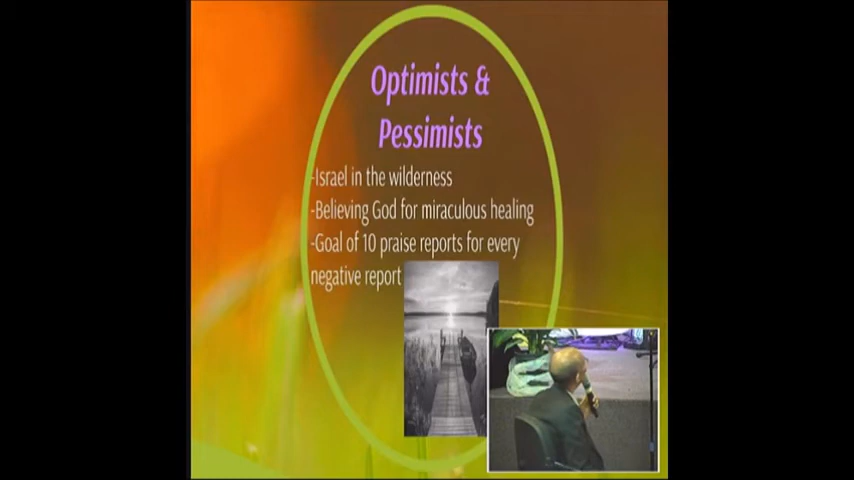 Optimists &
Pessimists
-Israel in the wilderness
-Believing God for miraculous healing
-Goal of 10 praise reports for every
negative report